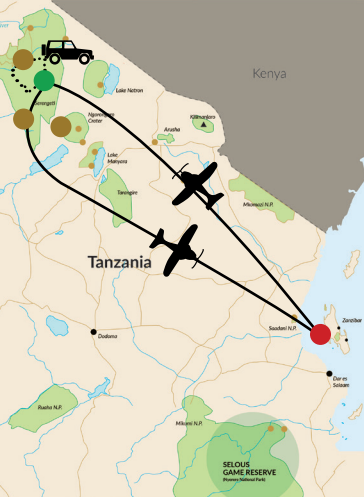 Kenya
Lake Natron
Serengeti
Ngorongoro
Crater
Arusha
Kilimanjaro
Lake
Manyara
Tarangire
Mkomazi N.P.
Tanzania
Saadani N.P.
Zanzibar
Dodoma
Dar es
Salaam
Ruaha N.P.
Mikumi N.P.
SELOUS
GAME RESERVE
(Nyerere National Park)